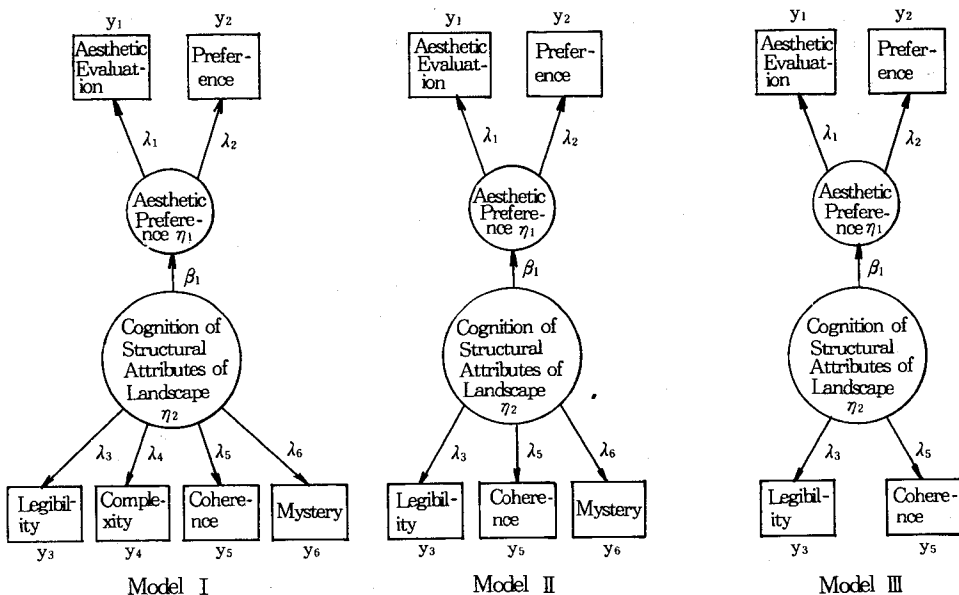 y₁
y₂
Aesthetic
Evaluat-
ion
Prefer-
ence
λ₁
λ₂
Aesthetic
Prefere-
nce η₁
β₁
Cognition of
Structural
Attributes of
Landscape
η₂
λ₃
λ₄
λ₅
λ₆
Legibil-
ity
Comple-
xity
Cohere-
nce
Mystery
y₃
y₄
y₅
y₆
Model I
y₁
y₂
Aesthetic
Evaluat-
ion
Prefer-
ence
λ₁
λ₂
Aesthetic
Prefere-
nce η₁
β₁
Cognition of
Structural
Attributes of
Landscape
η₂
λ₃
λ₅
λ₆
Legibil-
ity
Cohere-
nce
Mystery
y₃
y₅
y₆
Model II
y₁
y₂
Aesthetic
Evaluat-
ion
Prefer-
ence
λ₁
λ₂
Aesthetic
Prefere-
nce η₁
β₁
Cognition of
Structural
Attributes of
Landscape
η₂
λ₃
λ₅
Legibil-
ity
Cohere-
nce
y₃
y₅
Model III